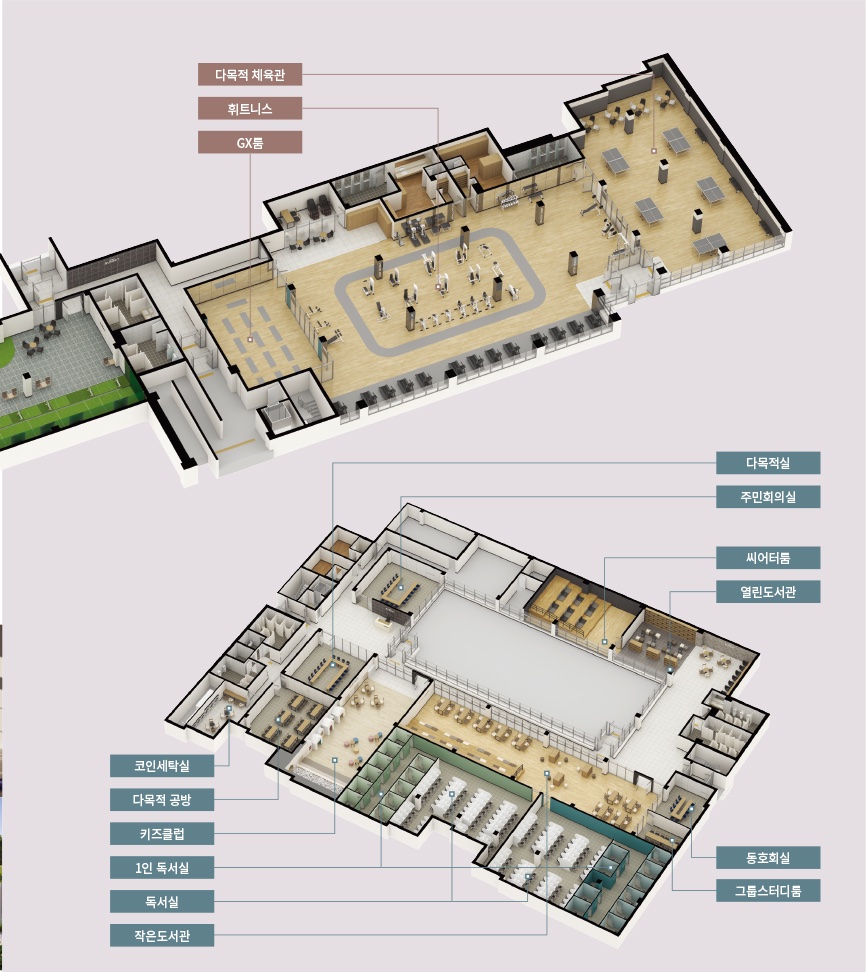 다목적 체육관
휘트니스
GX룸
다목적실
주민회의실
씨어터룸
열린도서관
코인세탁실
다목적 공방
키즈클럽
1인 독서실
독서실
작은도서관
동호회실
그룹스터디룸